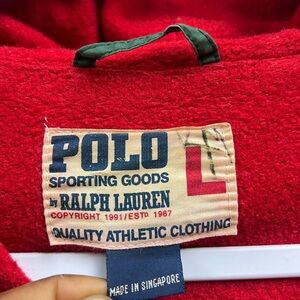 POLO
SPORTING GOODS
by RALPH LAUREN
COPYRIGHT 1991/ESTD 1967
QUALITY ATHLETIC CLOTHING
L
MADE IN SINGAPORE